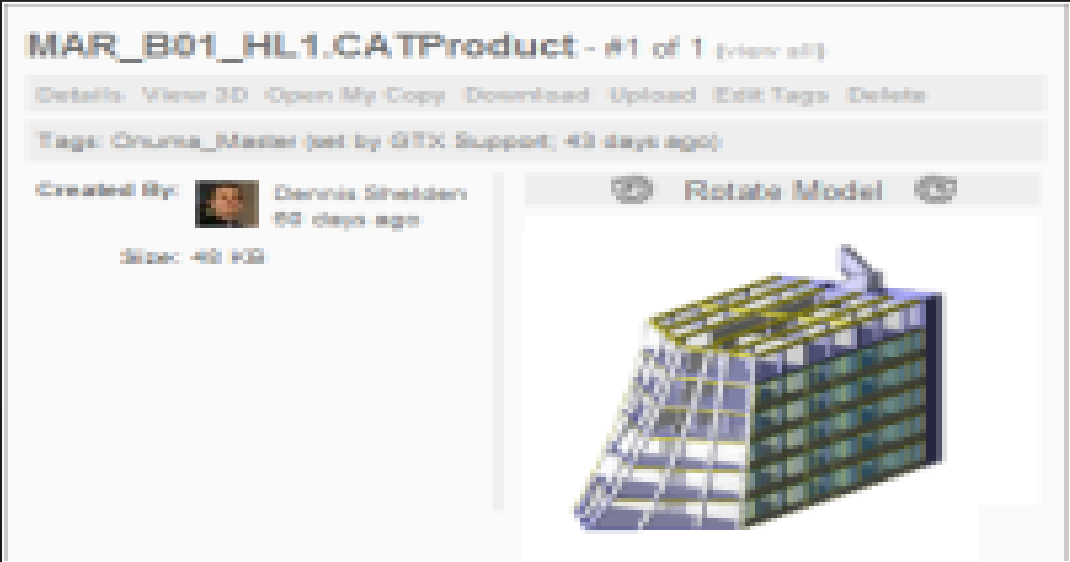 MAR_B01_HL1.CATProduct - #1 of 1 (view all)
Details View 3D Open My Copy Download Upload Edit Tags Delete
Tags: Onuma_Master (set by GTX Support; 43 days ago)
Created By: Dennis Shelden
60 days ago
Size: 48 KB
Rotate Model